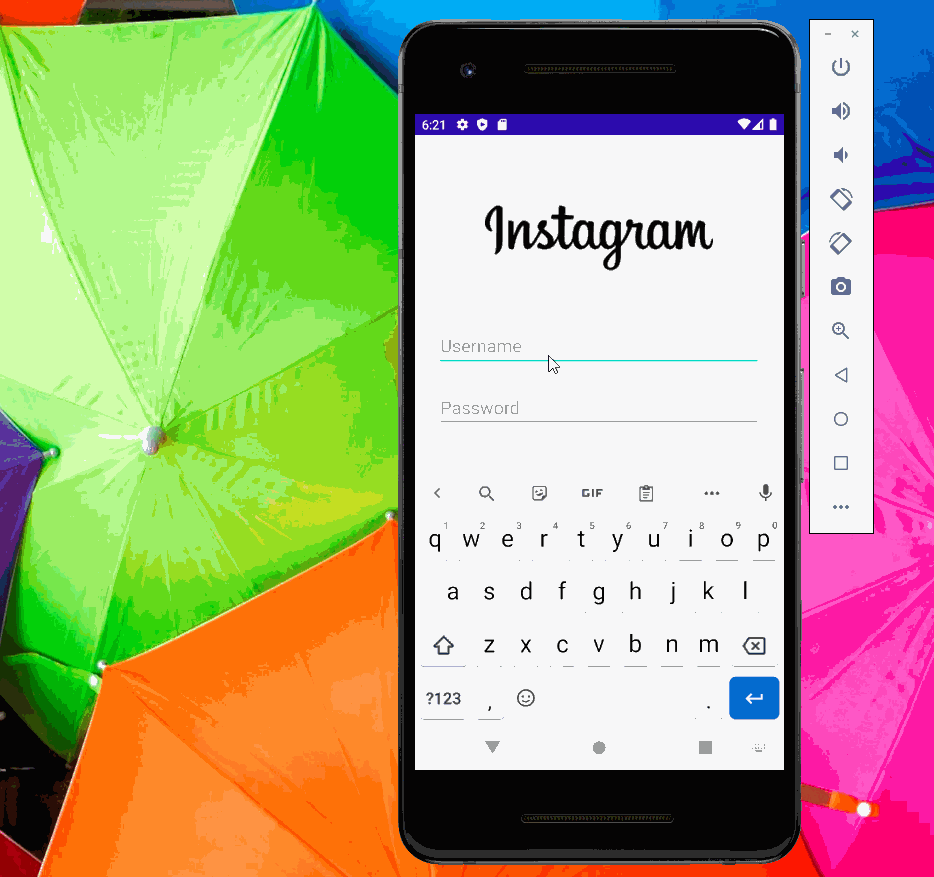 6:21
Instagram
Username
Password
GIF
1 2 3 4 5 6 7 8 9 0
q w e r t y u i o p
a s d f g h j k l
z x c v b n m
?123 , .